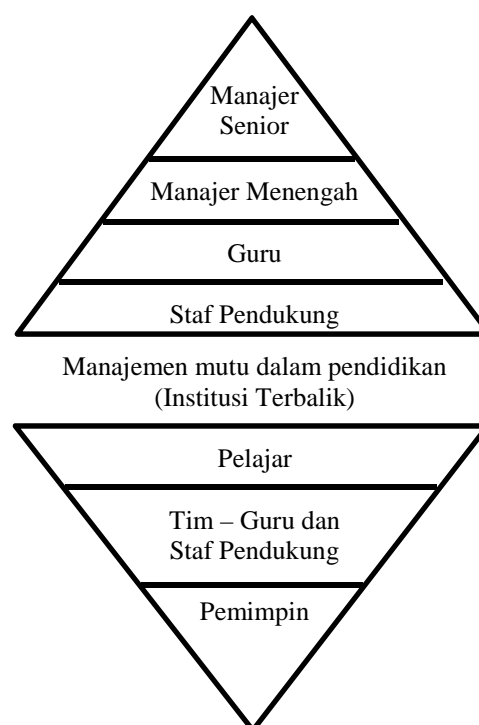 Manajer
Senior
Manajer Menengah
Guru
Staf Pendukung
Manajemen mutu dalam pendidikan
(Institusi Terbalik)
Pelajar
Tim – Guru dan
Staf Pendukung
Pemimpin